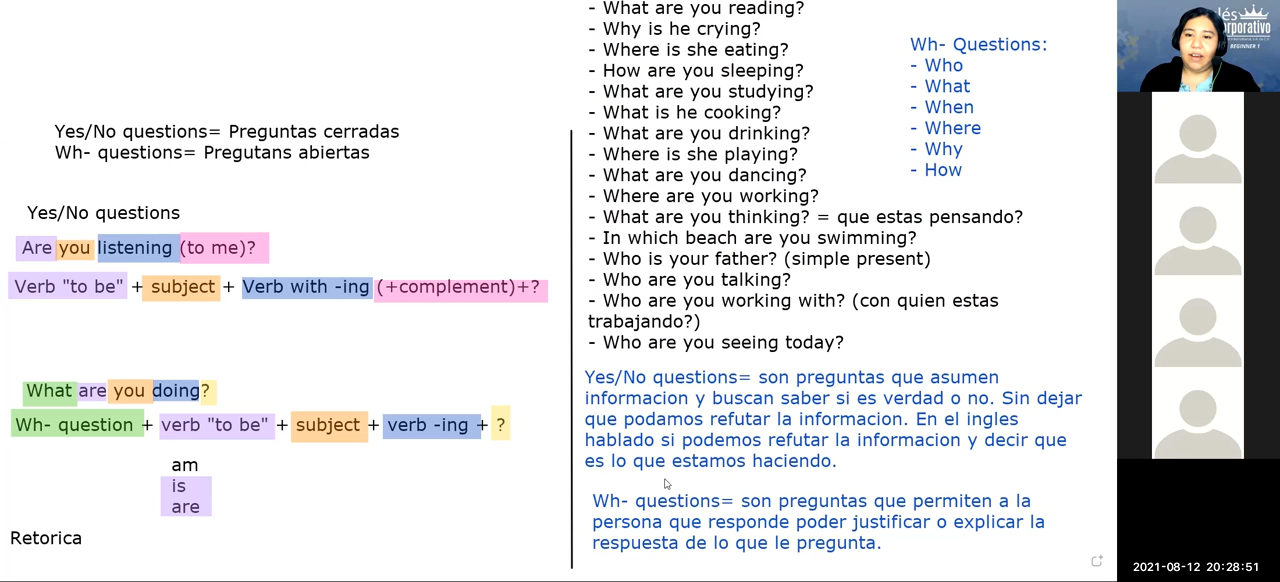 Yes/No questions= Preguntas cerradas
Wh- questions= Pregutans abiertas
Yes/No questions
Are you listening (to me)?
Verb "to be" + subject + Verb with -ing (+complement)+?
What are you doing?
Wh- question + verb "to be" + subject + verb -ing + ?
am
is
are
Retorica
- What are you reading?
- Why is he crying?
- Where is she eating?
- How are you sleeping?
- What are you studying?
- What is he cooking?
- What are you drinking?
- Where is she playing?
- What are you dancing?
- Where are you working?
- What are you thinking? = que estas pensando?
- In which beach are you swimming?
- Who is your father? (simple present)
- Who are you talking?
- Who are you working with? (con quien estas
trabajando?)
- Who are you seeing today?
Wh- Questions:
- Who
- What
- When
- Where
- Why
- How
Yes/No questions= son preguntas que asumen
informacion y buscan saber si es verdad o no. Sin dejar
que podamos refutar la informacion. En el ingles
hablado si podemos refutar la informacion y decir que
es lo que estamos haciendo.
Wh- questions= son preguntas que permiten a la
persona que responde poder justificar o explicar la
respuesta de lo que le pregunta.
BEGINNER 1
2021-08-12 20:28:51